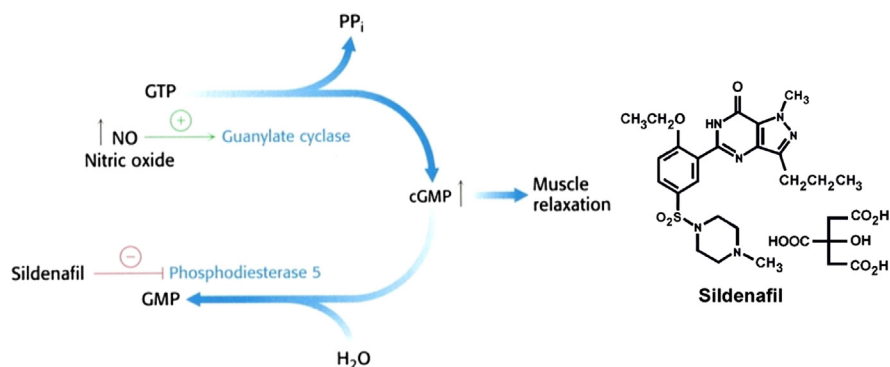 PPi
GTP
↑ NO
Nitric oxide
+
Guanylate cyclase
cGMP ↑
Muscle
relaxation
Sildenafil
−
Phosphodiesterase 5
GMP
H₂O
O
CH₃
CH₃CH₂
O
HN
N
N
N
CH₂CH₂CH₃
O₂S
N
N
CH₃
CO₂H
HOOC
OH
CO₂H
Sildenafil